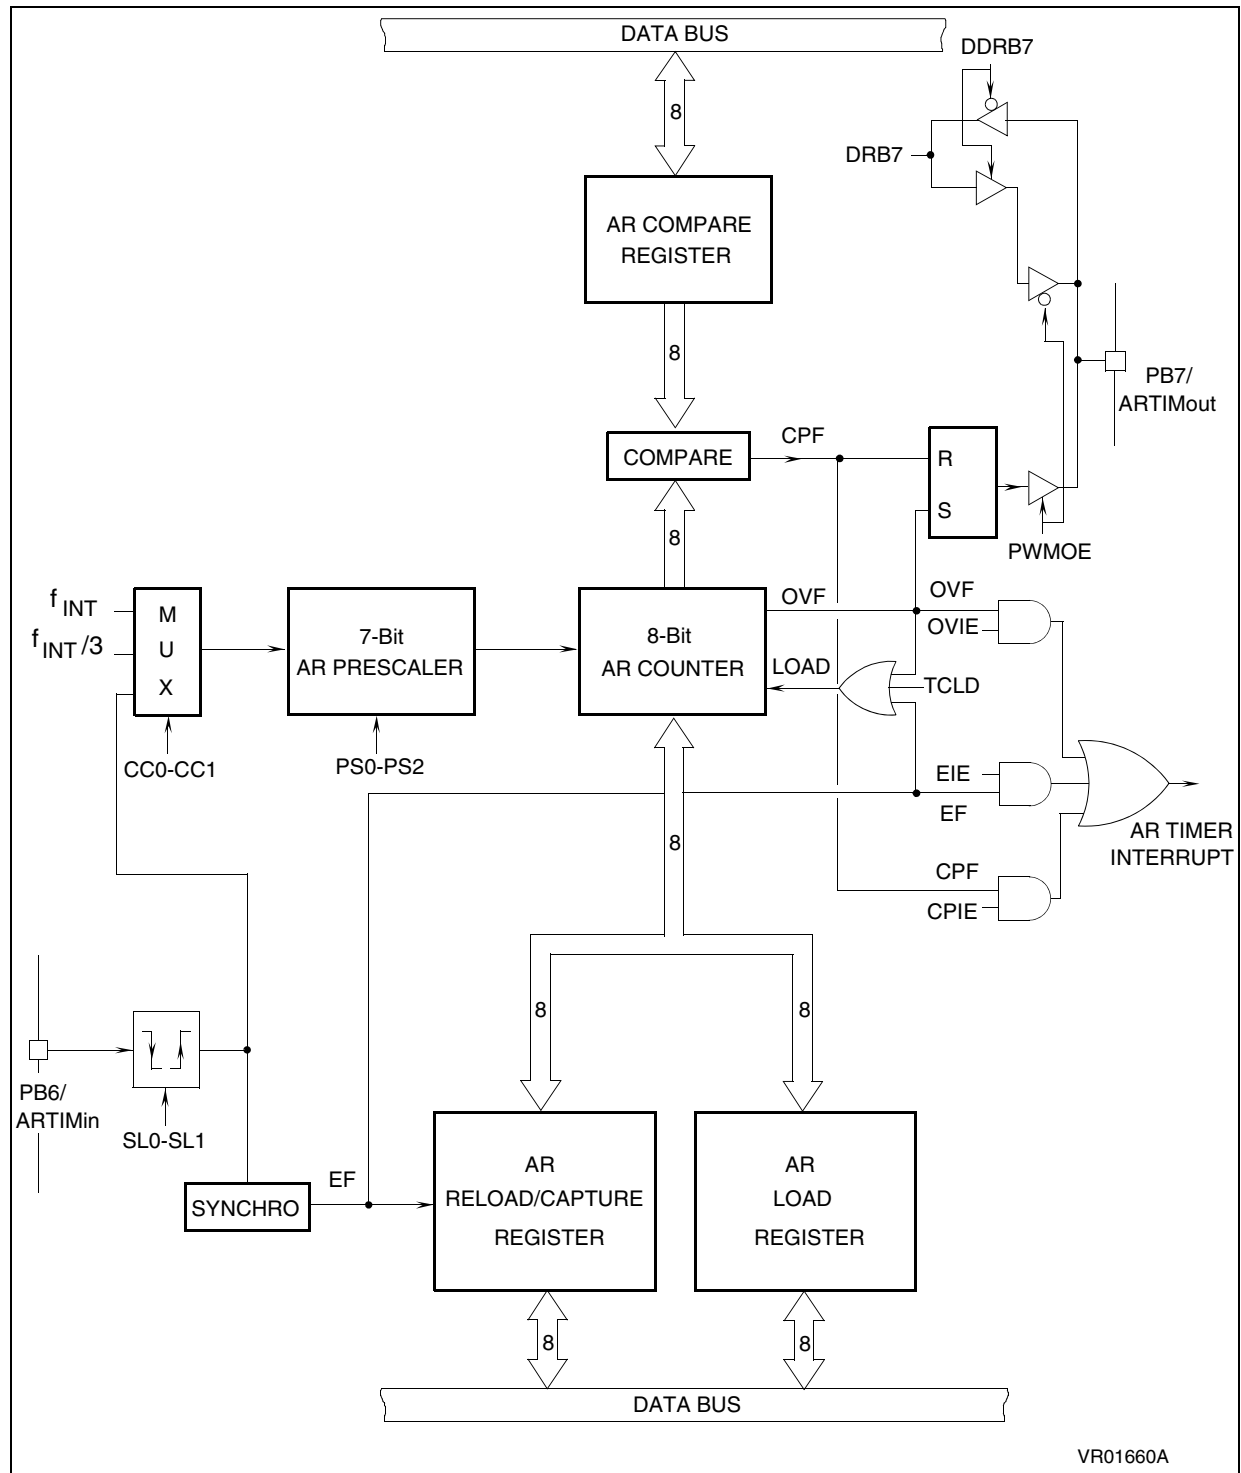 DATA BUS
DDRB7
8
DRB7
AR COMPARE
REGISTER
8
PB7/
ARTIMout
CPF
COMPARE
R
S
8
PWMOE
f INT
M
7-Bit
8-Bit
OVF
OVF
f INT /3
U
AR PRESCALER
AR COUNTER
OVIE
X
LOAD
TCLD
CC0-CC1
PS0-PS2
EIE
EF
8
AR TIMER
INTERRUPT
CPF
CPIE
8
8
PB6/
ARTIMin
SL0-SL1
EF
SYNCHRO
AR
RELOAD/CAPTURE
REGISTER
AR
LOAD
REGISTER
8
8
DATA BUS
VR01660A